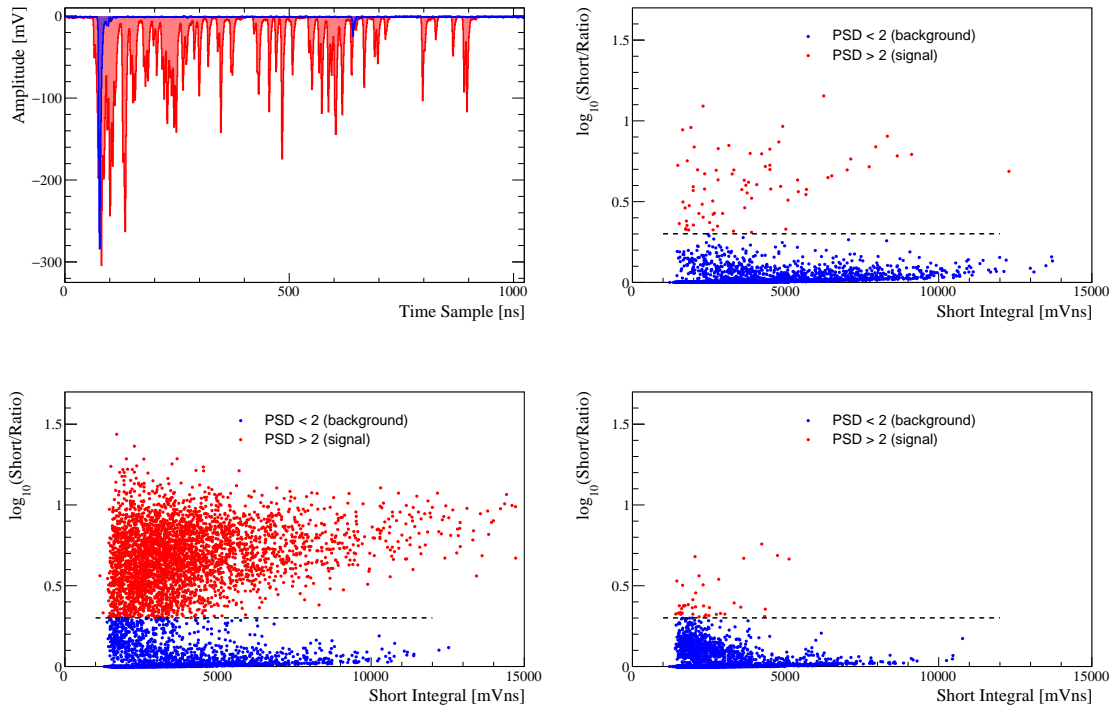 Amplitude [mV]
0
−100
−200
−300
0
500
1000
Time Sample [ns]
log10(Short/Ratio)
1.5
1
0.5
0
PSD < 2 (background)
PSD > 2 (signal)
0
5000
10000
15000
Short Integral [mVns]
log10(Short/Ratio)
1.5
1
0.5
0
PSD < 2 (background)
PSD > 2 (signal)
0
5000
10000
15000
Short Integral [mVns]
log10(Short/Ratio)
1.5
1
0.5
0
PSD < 2 (background)
PSD > 2 (signal)
0
5000
10000
15000
Short Integral [mVns]